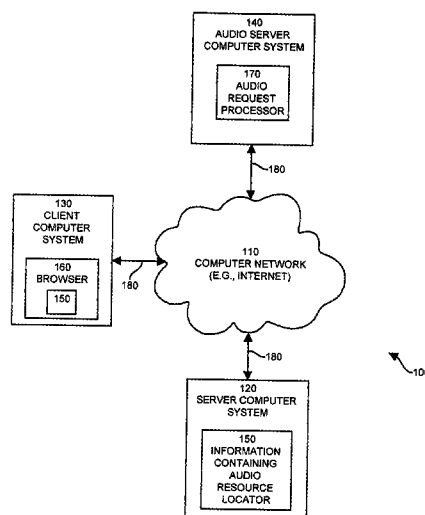 140
AUDIO SERVER
COMPUTER SYSTEM
170
AUDIO
REQUEST
PROCESSOR
180
130
CLIENT
COMPUTER
SYSTEM
160
BROWSER
150
180
110
COMPUTER NETWORK
(E.G., INTERNET)
180
10
120
SERVER COMPUTER
SYSTEM
150
INFORMATION
CONTAINING
AUDIO
RESOURCE
LOCATOR